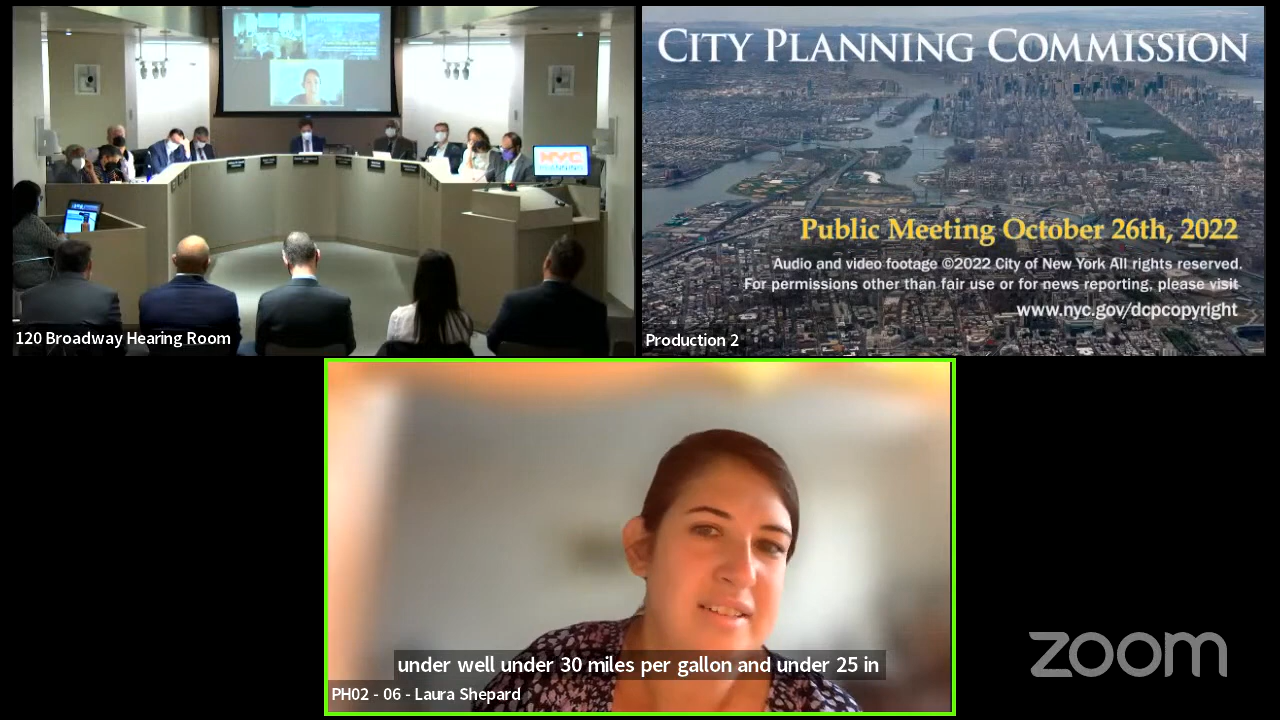 120 Broadway Hearing Room
CITY PLANNING COMMISSION
Public Meeting October 26th, 2022
Audio and video footage ©2022 City of New York All rights reserved.
For permissions other than fair use or for news reporting, please visit
www.nyc.gov/dcpcopyright
Production 2
under well under 30 miles per gallon and under 25 in
PH02 - 06 - Laura Shepard
zoom
NYC
PLANNING